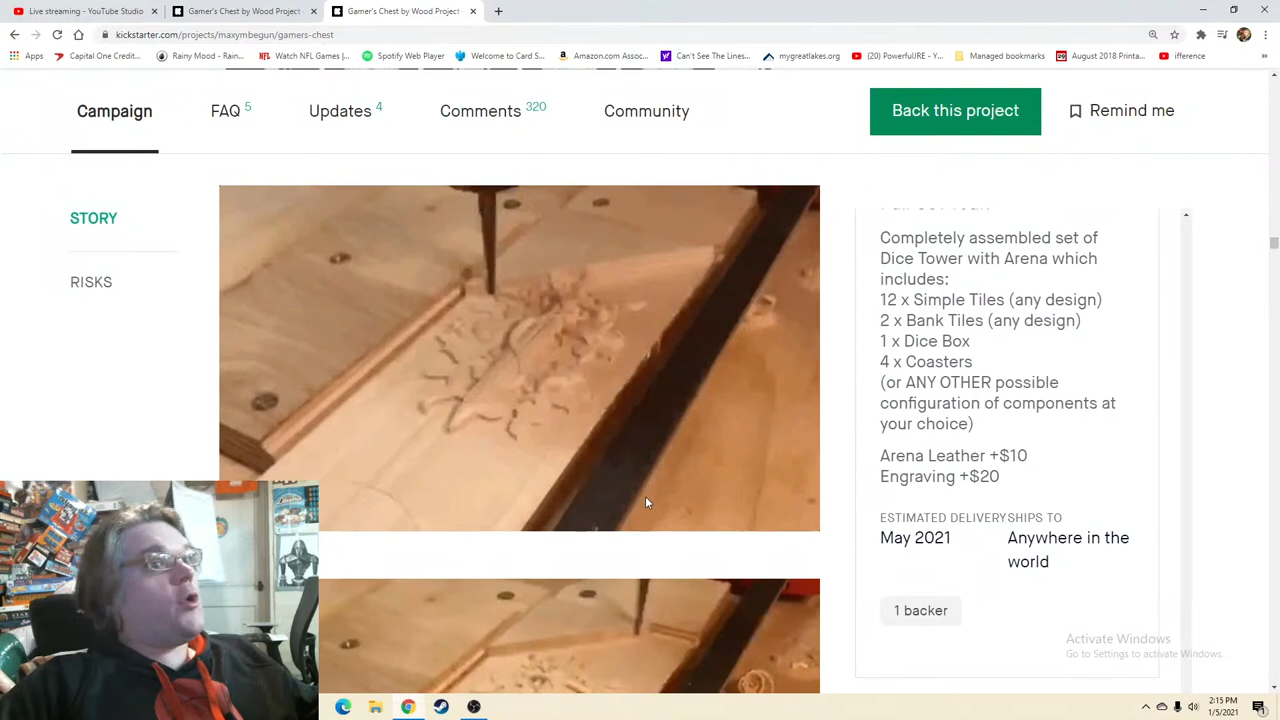 Live streaming - YouTube Studio
Gamer's Chest by Wood Project
Gamer's Chest by Wood Project
kickstarter.com/projects/maxymbegun/gamers-chest
Apps
Capital One Credit...
Rainy Mood - Rain...
NFL Watch NFL Games |...
Spotify Web Player
Welcome to Card S...
Amazon.com Assoc...
Can't See The Lines...
mygreatlakes.org
(20) PowerfulJRE - Y...
Managed bookmarks
August 2018 Printa...
ifference
»
Campaign
FAQ 5
Updates 4
Comments 320
Community
Back this project
Remind me
STORY
RISKS
Completely assembled set of
Dice Tower with Arena which
includes:
12 x Simple Tiles (any design)
2 x Bank Tiles (any design)
1 x Dice Box
4 x Coasters
(or ANY OTHER possible
configuration of components at
your choice)
Arena Leather +$10
Engraving +$20
ESTIMATED DELIVERY
SHIPS TO
May 2021
Anywhere in the
world
1 backer
Activate Windows
Go to Settings to activate Windows.
2:15 PM
1/5/2021